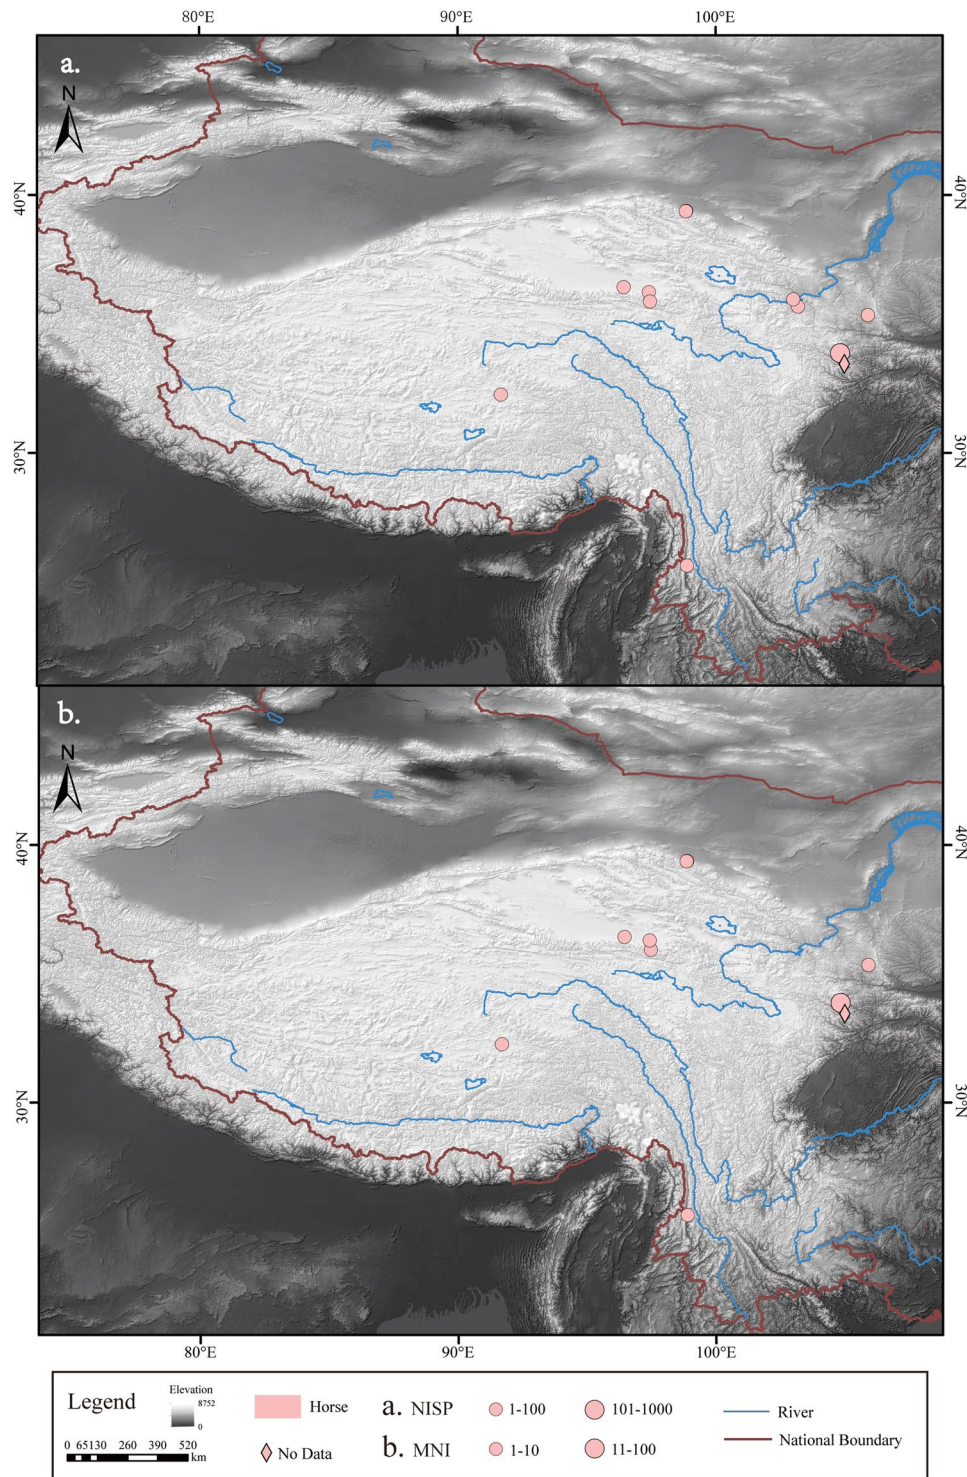 80°E 90°E 100°E
a.
N
40°N 40°N
30°N 30°N
b.
N
40°N 40°N
30°N 30°N
80°E 90°E 100°E
Legend Elevation 8752 0 Horse a. NISP 1-100 101-1000 River
0 65130 260 390 520 km No Data b. MNI 1-10 11-100 National Boundary